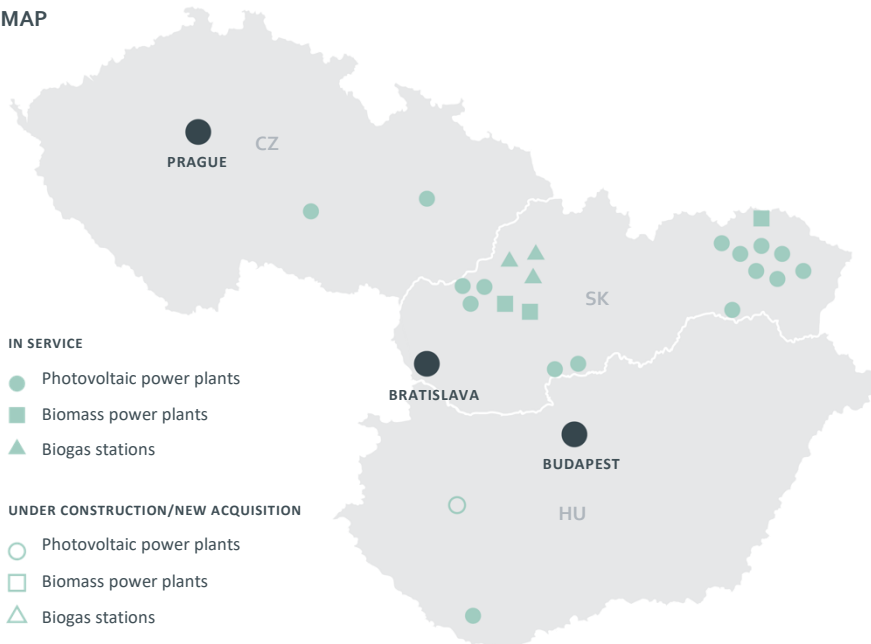 MAP
CZ
PRAGUE
SK
IN SERVICE
Photovoltaic power plants
Biomass power plants
Biogas stations
BRATISLAVA
BUDAPEST
HU
UNDER CONSTRUCTION/NEW ACQUISITION
Photovoltaic power plants
Biomass power plants
Biogas stations